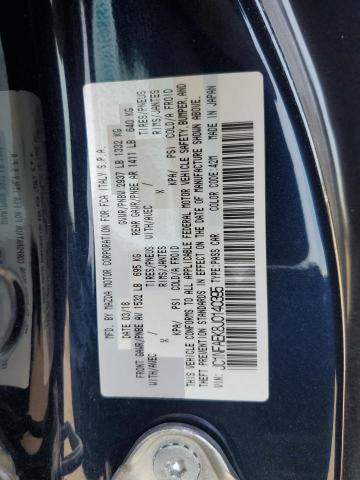 MFD. BY MAZDA MOTOR CORPORATION FOR FCA ITALY S.P.A.
DATE 03/18 GVWR/PNBV 2937 LB 1332 KG
FRONT GAWR/PNBE AV 1532 LB 695 KG REAR GAWR/PNBE AR 1411 LB 640 KG
WITH/AVEC / TIRES/PNEUS WITH/AVEC / TIRES/PNEUS
x RIMS/JANTES x RIMS/JANTES
KPA/ PSI COLD/A FROID KPA/ PSI COLD/A FROID
THIS VEHICLE CONFORMS TO ALL APPLICABLE FEDERAL MOTOR VEHICLE SAFETY,BUMPER,AND
THEFT PREVENTION STANDARDS IN EFFECT ON THE DATE OF MANUFACTURE SHOWN ABOVE.
VIN: JC1NFAEK8J0140395 TYPE:PASS CAR COLOR CODE:42M MADE IN JAPAN